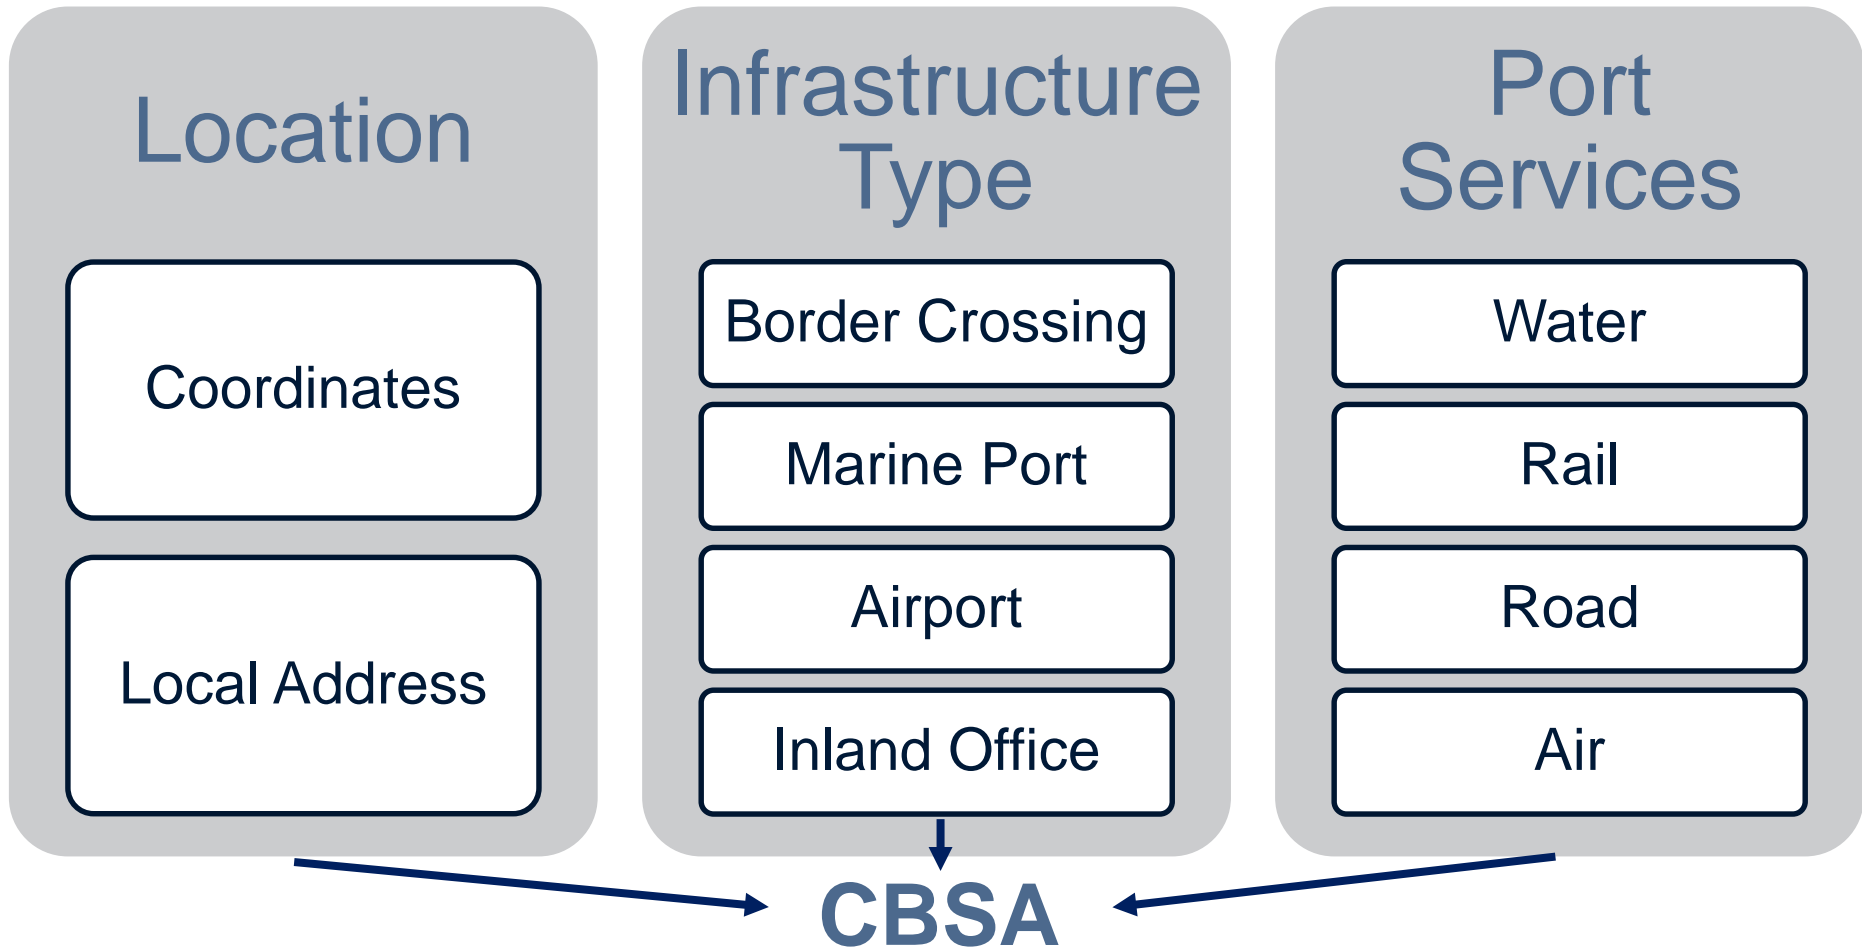 Location
Coordinates
Local Address
Infrastructure
Type
Border Crossing
Marine Port
Airport
Inland Office
Port
Services
Water
Rail
Road
Air
CBSA